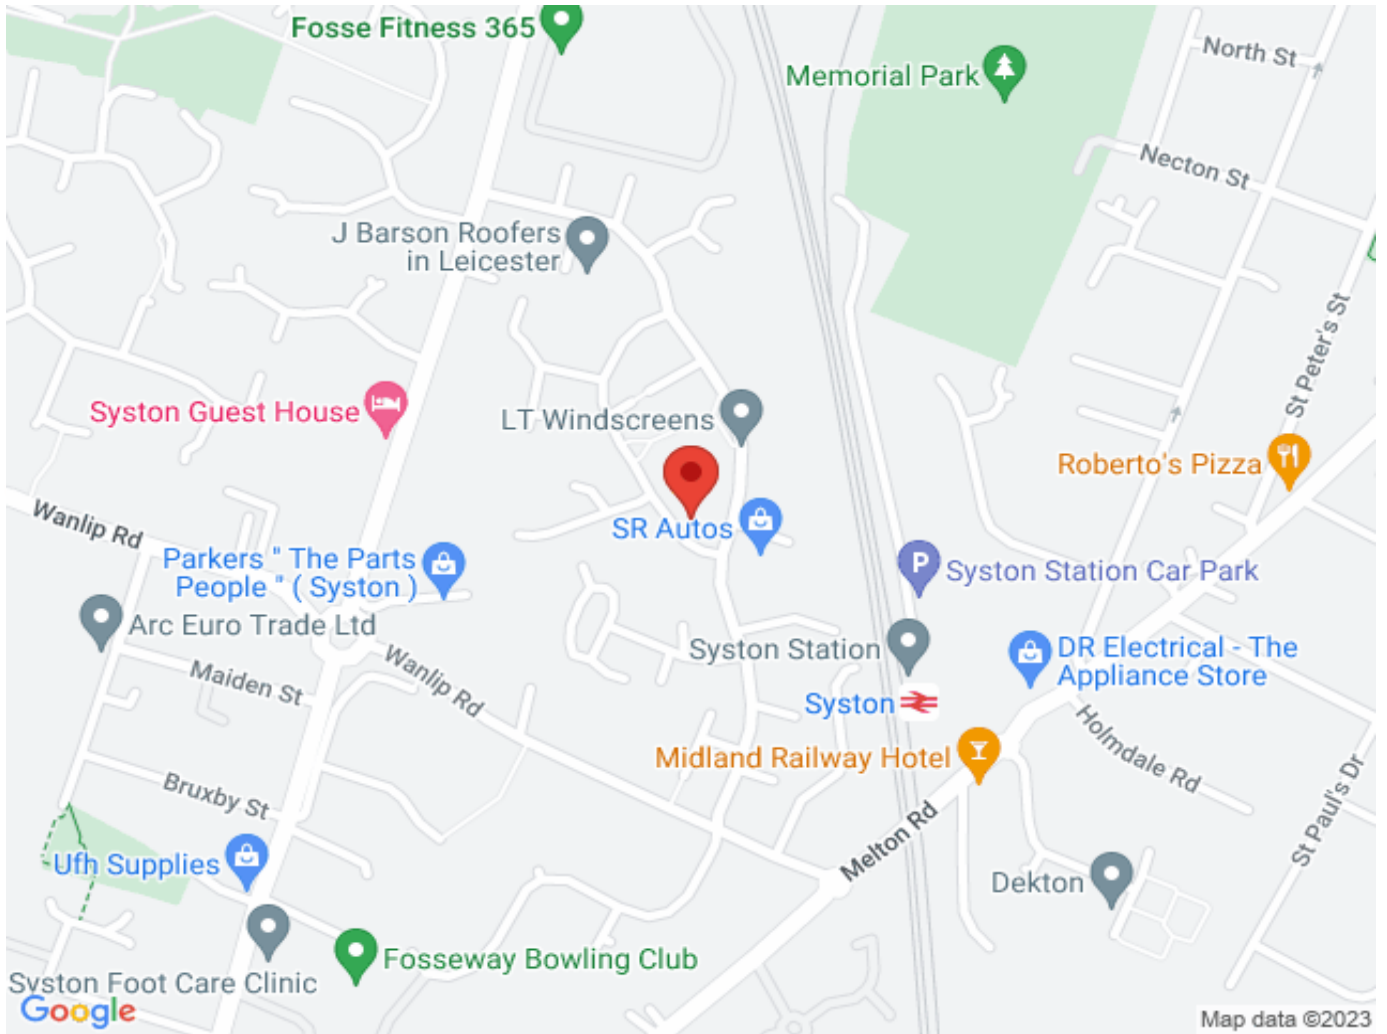 Fosse Fitness 365
North St
Memorial Park
Necton St
J Barson Roofers
in Leicester
St Peter's St
Syston Guest House
LT Windscreens
Roberto's Pizza
Wanlip Rd
SR Autos
Parkers " The Parts
People " ( Syston )
Syston Station Car Park
P
Arc Euro Trade Ltd
Wanlip Rd
Syston Station
DR Electrical - The
Appliance Store
Maiden St
Syston
Holmdale Rd
Midland Railway Hotel
Bruxby St
St Paul's Dr
Melton Rd
Ufh Supplies
Dekton
Fosseway Bowling Club
Syston Foot Care Clinic
Google
Map data ©2023